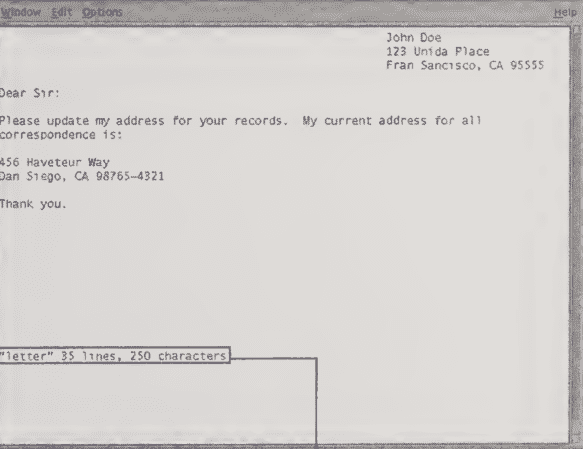 Window Edit Options Help
John Doe
123 Unida Place
Fran Sancisco, CA 95555
Dear Sir:
Please update my address for your records. My current address for all
correspondence is:
456 Haveteur Way
Dan Siego, CA 98765-4321
Thank you.
"letter" 35 lines, 250 characters